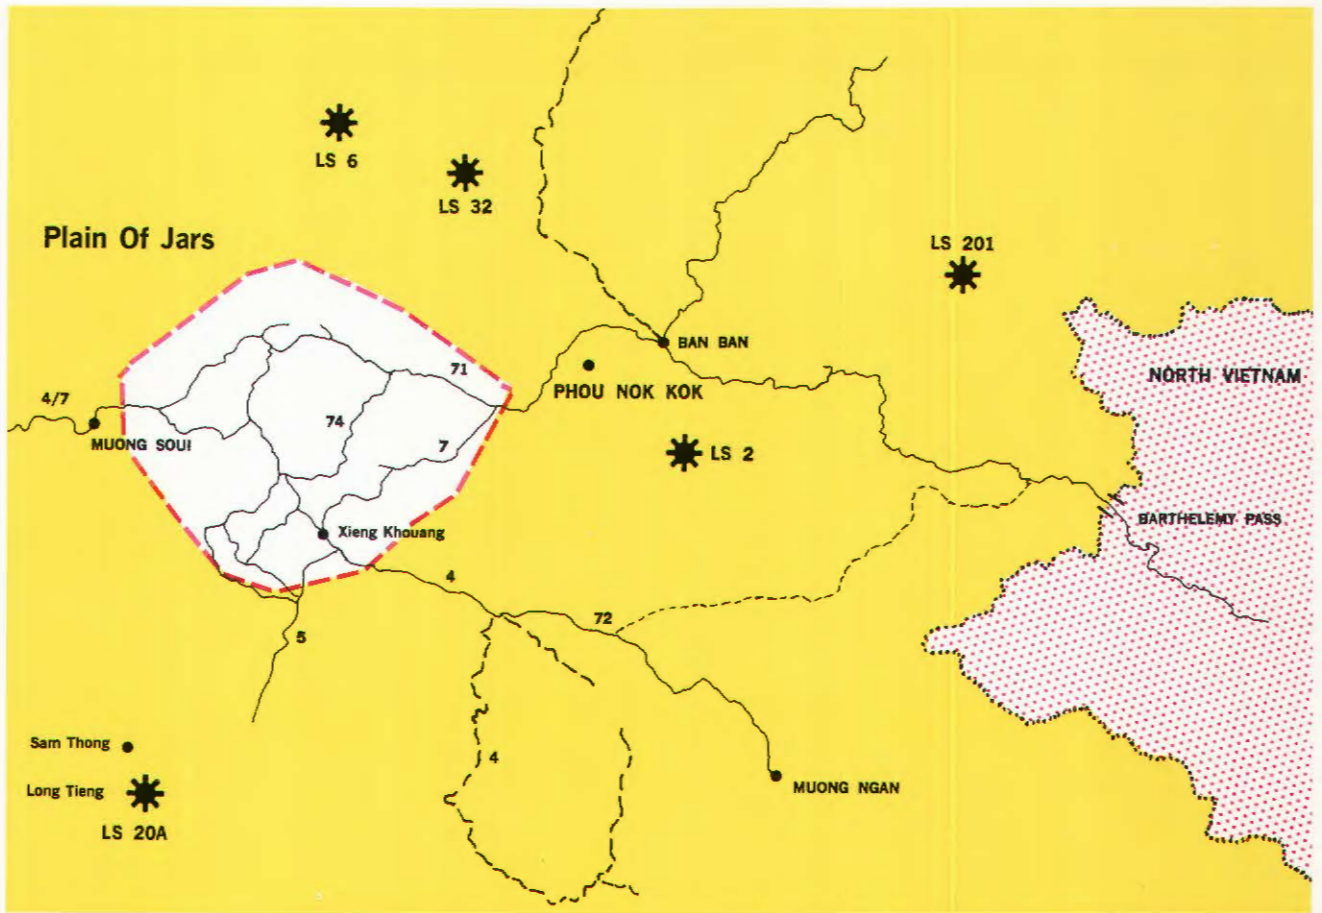 LS 6
LS 32
Plain Of Jars
LS 201
BAN BAN
71
PHOU NOK KOK
NORTH VIETNAM
4/7
74
MUONG SOUI
7
LS 2
Xieng Khouang
BARTHELEMY PASS
4
72
5
Sam Thong
4
Long Tieng
MUONG NGAN
LS 20A